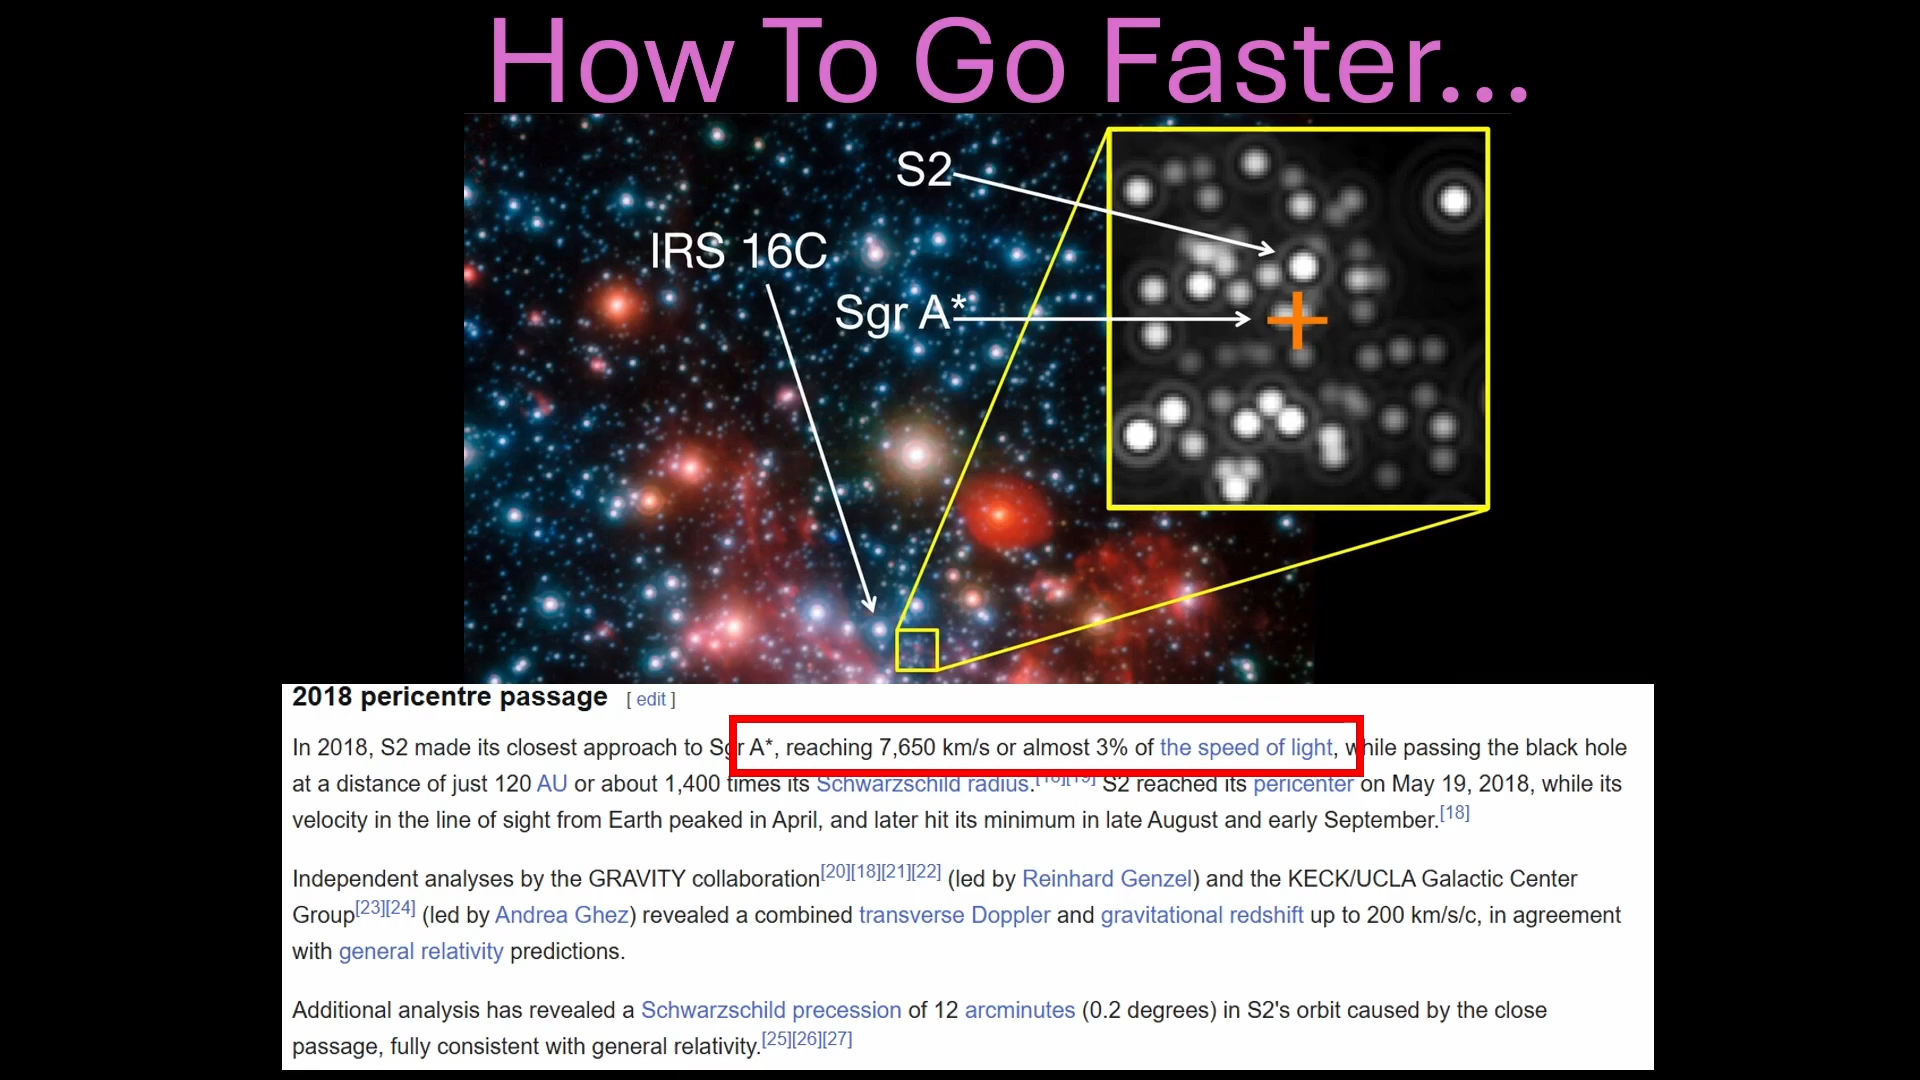 How To Go Faster...
S2
IRS 16C
Sgr A*
2018 pericentre passage [ edit ]
In 2018, S2 made its closest approach to Sgr A*, reaching 7,650 km/s or almost 3% of the speed of light, while passing the black hole
at a distance of just 120 AU or about 1,400 times its Schwarzschild radius.[18][19] S2 reached its pericenter on May 19, 2018, while its
velocity in the line of sight from Earth peaked in April, and later hit its minimum in late August and early September.[18]
Independent analyses by the GRAVITY collaboration[20][18][21][22] (led by Reinhard Genzel) and the KECK/UCLA Galactic Center
Group[23][24] (led by Andrea Ghez) revealed a combined transverse Doppler and gravitational redshift up to 200 km/s/c, in agreement
with general relativity predictions.
Additional analysis has revealed a Schwarzschild precession of 12 arcminutes (0.2 degrees) in S2's orbit caused by the close
passage, fully consistent with general relativity.[25][26][27]